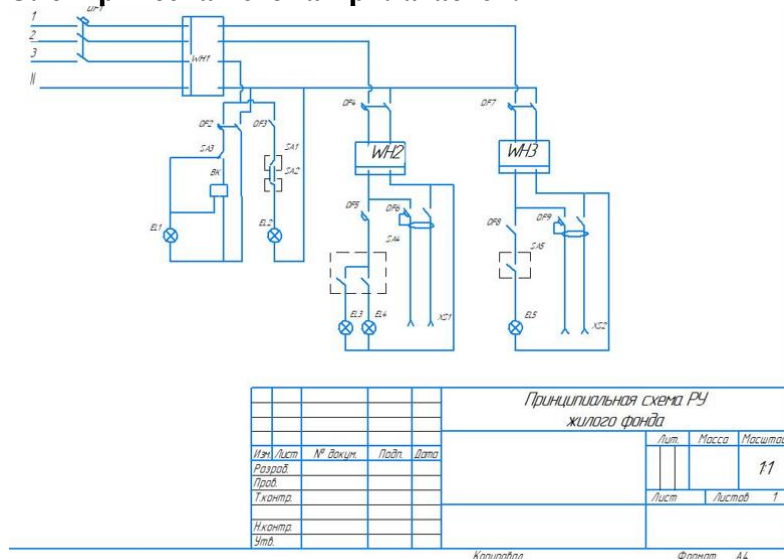 1
QF1
2
3
WH1
N
QF2
QF3
QF4
QF7
SA3
SA1
SA2
WH2
WH3
BK
EL1
EL2
QF5
QF6
SA4
QF8
QF9
SA5
EL3
EL4
XS1
EL5
XS2
Принципиальная схема РУ
жилого фонда
Лит. Масса Масштаб
Изм. Лист № докум. Подп. Дата
1:1
Разраб.
Пров.
Т.контр.
Лист Листов 1
Н.контр.
Утв.
Копировал Формат А4